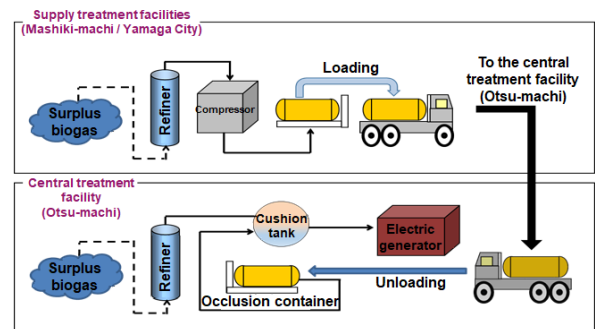 Supply treatment facilities
(Mashiki-machi / Yamaga City)
Surplus
biogas
Refiner
Compressor
Loading
To the central
treatment facility
(Otsu-machi)
Central treatment
facility
(Otsu-machi)
Surplus
biogas
Refiner
Cushion
tank
Electric
generator
Occlusion container
Unloading